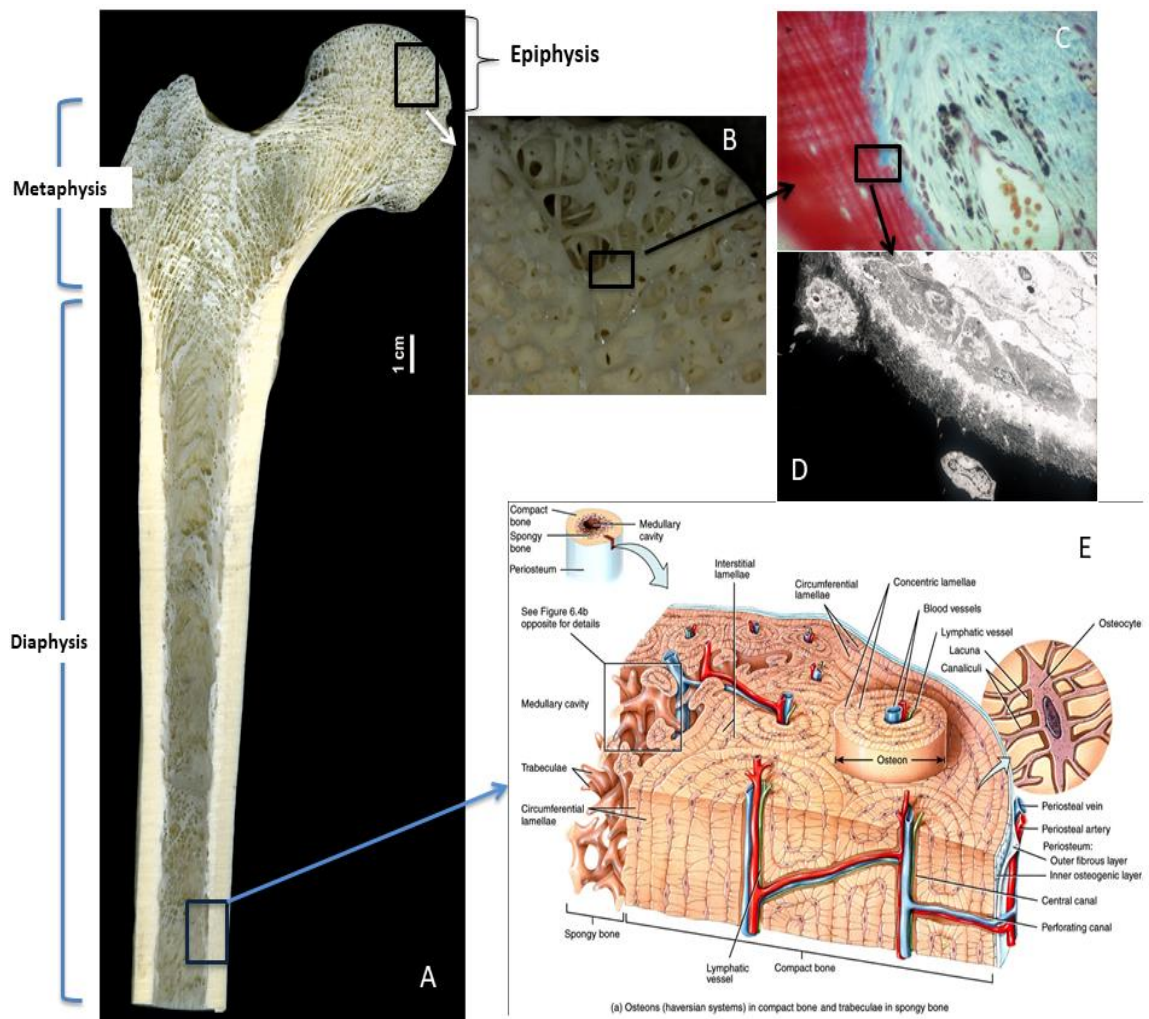 Epiphysis
Metaphysis
Diaphysis
1 cm
A
B
C
D
E
Compact
bone
Spongy
bone
Periosteum
Medullary
cavity
See Figure 6.4b
opposite for details
Medullary cavity
Trabeculae
Circumferential
lamellae
Interstitial
lamellae
Circumferential
lamellae
Concentric lamellae
Blood vessels
Lymphatic vessel
Osteocyte
Lacuna
Canaliculi
Osteon
Periosteal vein
Periosteal artery
Periosteum:
Outer fibrous layer
Inner osteogenic layer
Central canal
Perforating canal
Spongy bone
Lymphatic
vessel
Compact bone
(a) Osteons (haversian systems) in compact bone and trabeculae in spongy bone